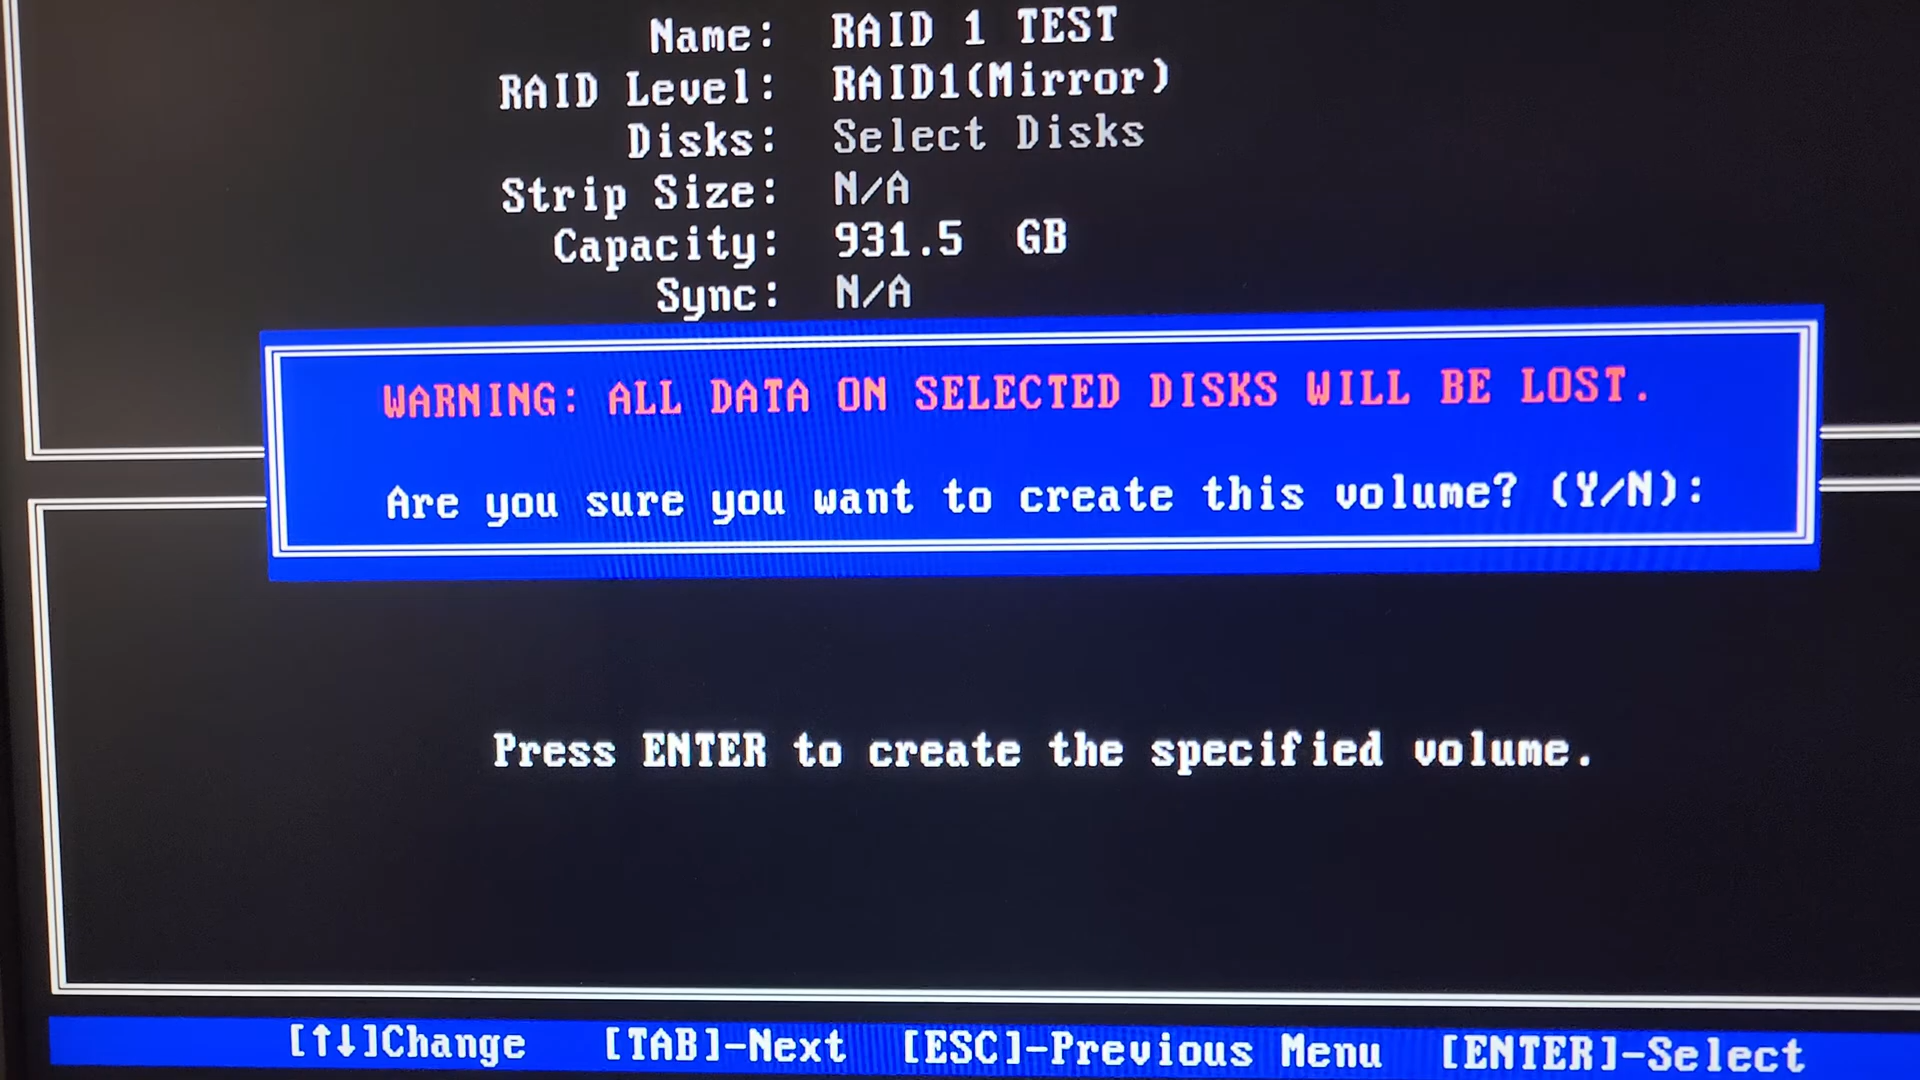 Name: RAID 1 TEST
RAID Level: RAID1(Mirror)
Disks: Select Disks
Strip Size: N/A
Capacity: 931.5 GB
Sync: N/A
WARNING: ALL DATA ON SELECTED DISKS WILL BE LOST.
Are you sure you want to create this volume? (Y/N):
Press ENTER to create the specified volume.
[↑↓]Change [TAB]-Next [ESC]-Previous Menu [ENTER]-Select